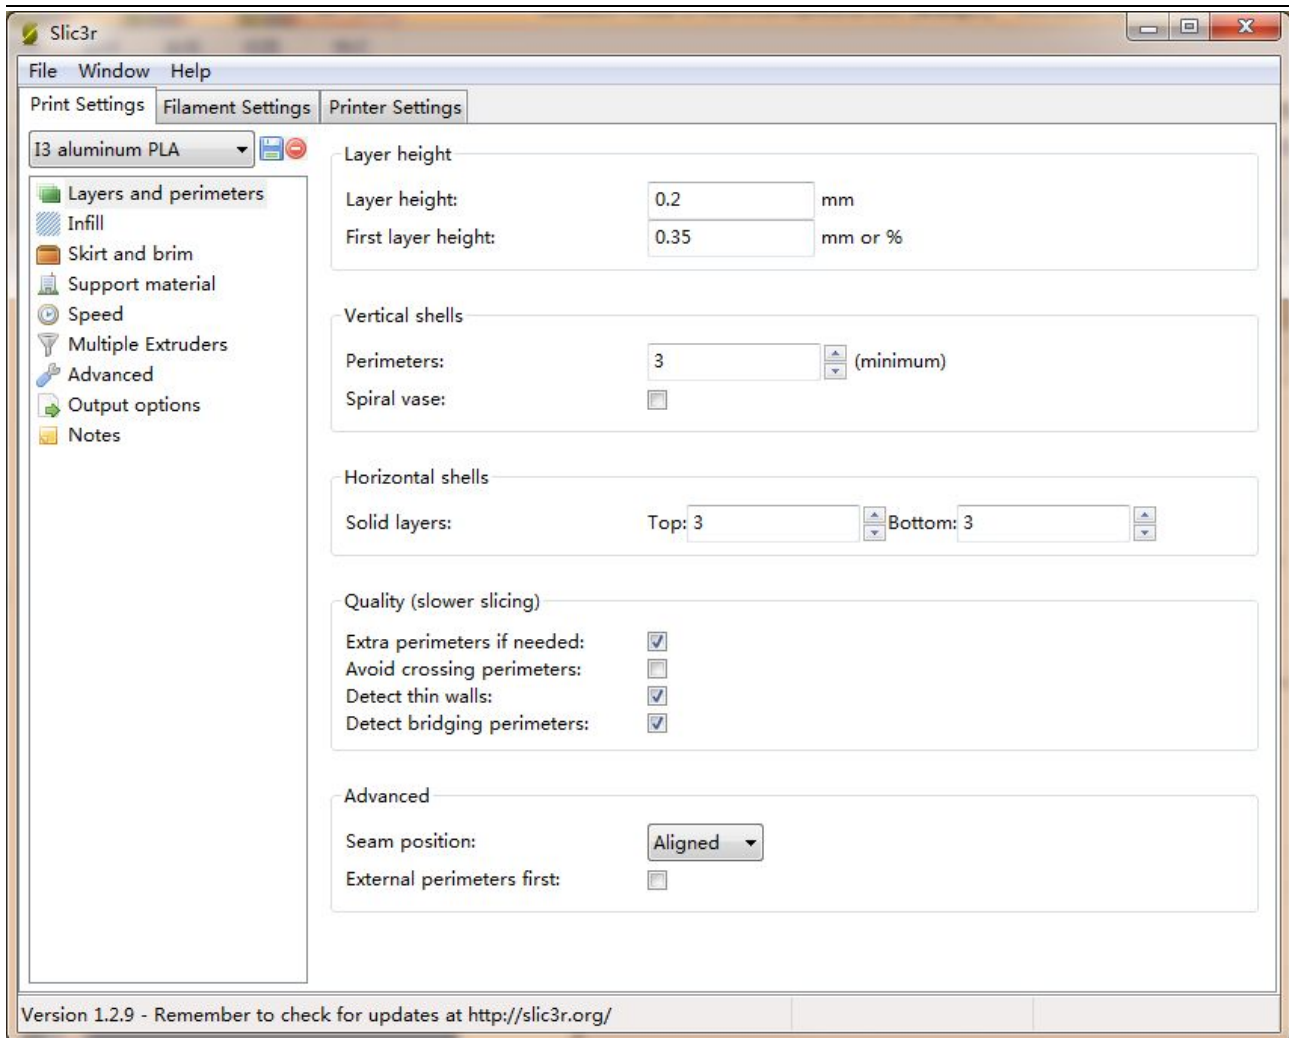 Slic3r
File Window Help
Print Settings Filament Settings Printer Settings
I3 aluminum PLA
Layers and perimeters
Infill
Skirt and brim
Support material
Speed
Multiple Extruders
Advanced
Output options
Notes
Layer height
Layer height: 0.2 mm
First layer height: 0.35 mm or %
Vertical shells
Perimeters: 3 (minimum)
Spiral vase:
Horizontal shells
Solid layers: Top: 3 Bottom: 3
Quality (slower slicing)
Extra perimeters if needed:
Avoid crossing perimeters:
Detect thin walls:
Detect bridging perimeters:
Advanced
Seam position: Aligned
External perimeters first:
Version 1.2.9 - Remember to check for updates at http://slic3r.org/